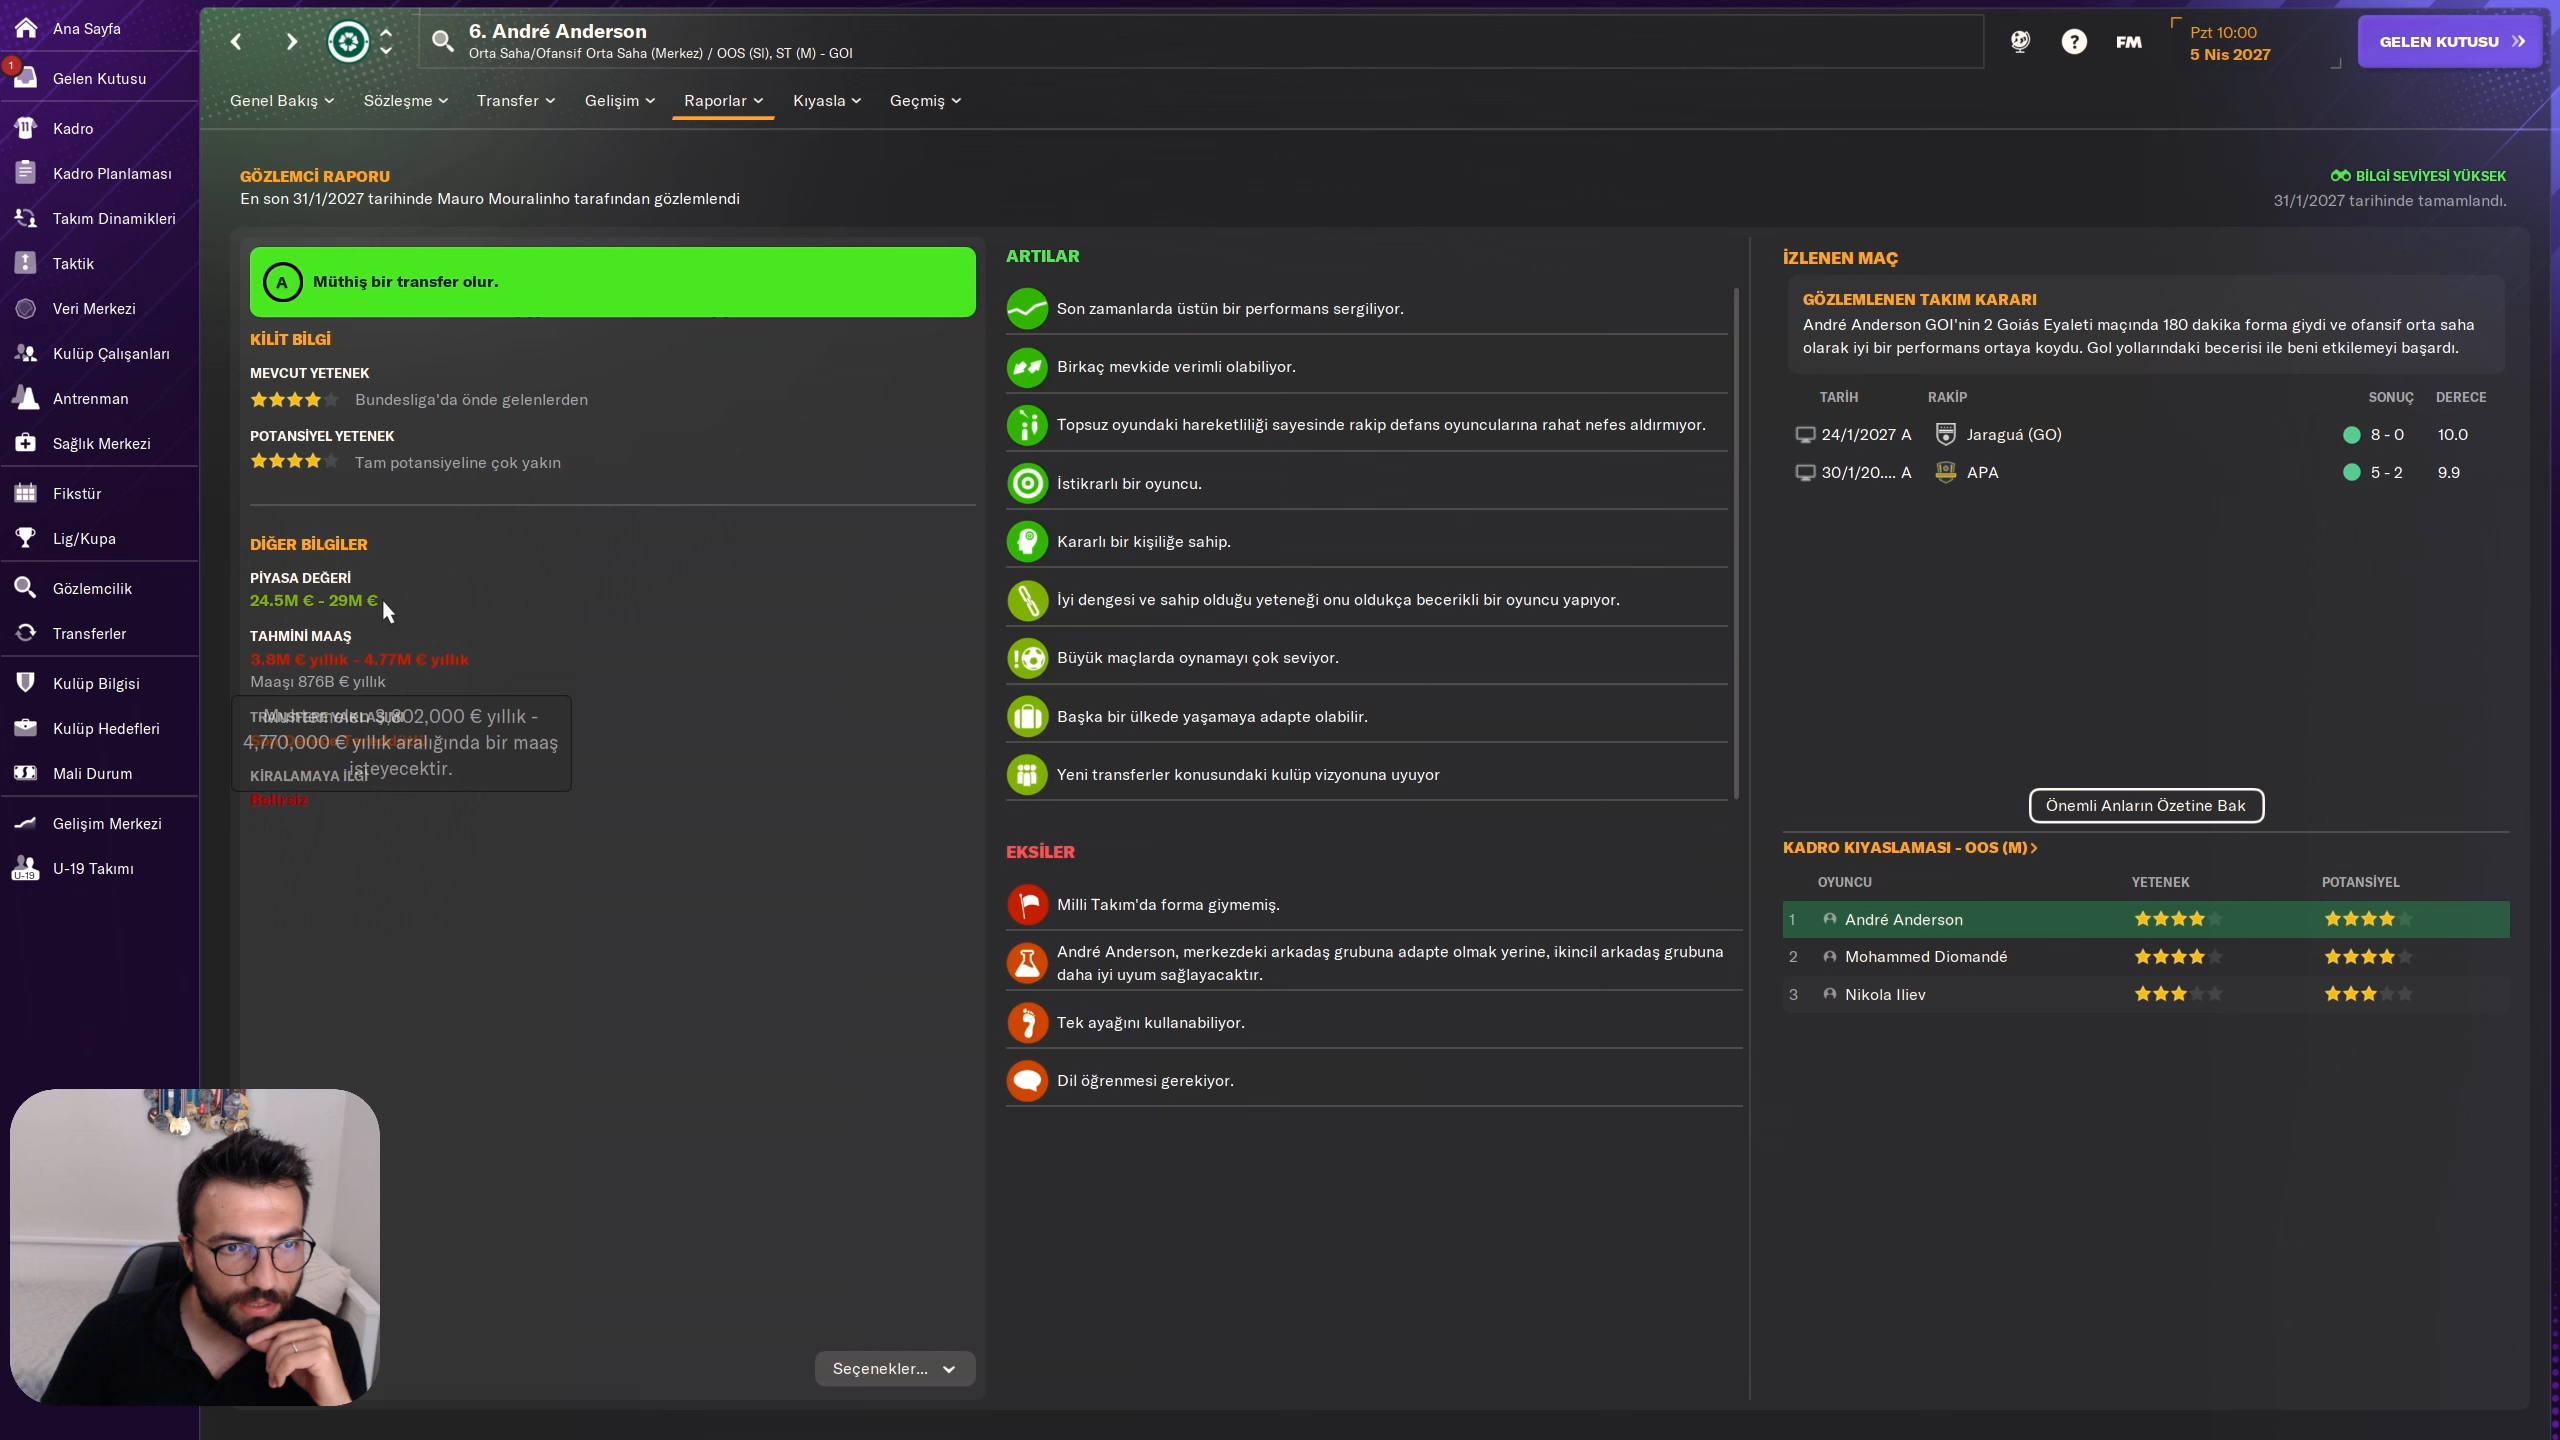 Ana Sayfa
1
Gelen Kutusu
11
Kadro
Kadro Planlaması
Takım Dinamikleri
Taktik
Veri Merkezi
Kulüp Çalışanları
Antrenman
Sağlık Merkezi
Fikstür
Lig/Kupa
Gözlemcilik
Transferler
Kulüp Bilgisi
Kulüp Hedefleri
Mali Durum
Gelişim Merkezi
U-19
U-19 Takımı
6. André Anderson
Orta Saha/Ofansif Orta Saha (Merkez) / OOS (SI), ST (M) - GOI
?
FM
Pzt 10:00
5 Nis 2027
GELEN KUTUSU
Genel Bakış
Sözleşme
Transfer
Gelişim
Raporlar
Kıyasla
Geçmiş
GÖZLEMCİ RAPORU
En son 31/1/2027 tarihinde Mauro Mouralinho tarafından gözlemlendi
BİLGİ SEVİYESİ YÜKSEK
31/1/2027 tarihinde tamamlandı.
A Müthiş bir transfer olur.
KİLİT BİLGİ
MEVCUT YETENEK
Bundesliga'da önde gelenlerden
POTANSİYEL YETENEK
Tam potansiyeline çok yakın
DİĞER BİLGİLER
PİYASA DEĞERİ
24.5M € - 29M €
TAHMİNİ MAAŞ
3.8M € yıllık - 4.77M € yıllık
Maaşı 876B € yıllık
Muhtemelen 3,802,000 € yıllık -
4,770,000 € yıllık aralığında bir maaş
isteyecektir.
KİRALAMAYA İLGİ
Belirsiz
Seçenekler...
ARTILAR
Son zamanlarda üstün bir performans sergiliyor.
Birkaç mevkide verimli olabiliyor.
Topsuz oyundaki hareketliliği sayesinde rakip defans oyuncularına rahat nefes aldırmıyor.
İstikrarlı bir oyuncu.
Kararlı bir kişiliğe sahip.
İyi dengesi ve sahip olduğu yeteneği onu oldukça becerikli bir oyuncu yapıyor.
Büyük maçlarda oynamayı çok seviyor.
Başka bir ülkede yaşamaya adapte olabilir.
Yeni transferler konusundaki kulüp vizyonuna uyuyor
EKSİLER
Milli Takım'da forma giymemiş.
André Anderson, merkezdeki arkadaş grubuna adapte olmak yerine, ikincil arkadaş grubuna
daha iyi uyum sağlayacaktır.
Tek ayağını kullanabiliyor.
Dil öğrenmesi gerekiyor.
İZLENEN MAÇ
GÖZLEMLENEN TAKIM KARARI
André Anderson GOI'nin 2 Goiás Eyaleti maçında 180 dakika forma giydi ve ofansif orta saha
olarak iyi bir performans ortaya koydu. Gol yollarındaki becerisi ile beni etkilemeyi başardı.
TARİH RAKİP SONUÇ DERECE
24/1/2027 A Jaraguá (GO) 8 - 0 10.0
30/1/20.... A APA 5 - 2 9.9
Önemli Anların Özetine Bak
KADRO KIYASLAMASI - OOS (M)
OYUNCU YETENEK POTANSİYEL
1 André Anderson
2 Mohammed Diomandé
3 Nikola Iliev